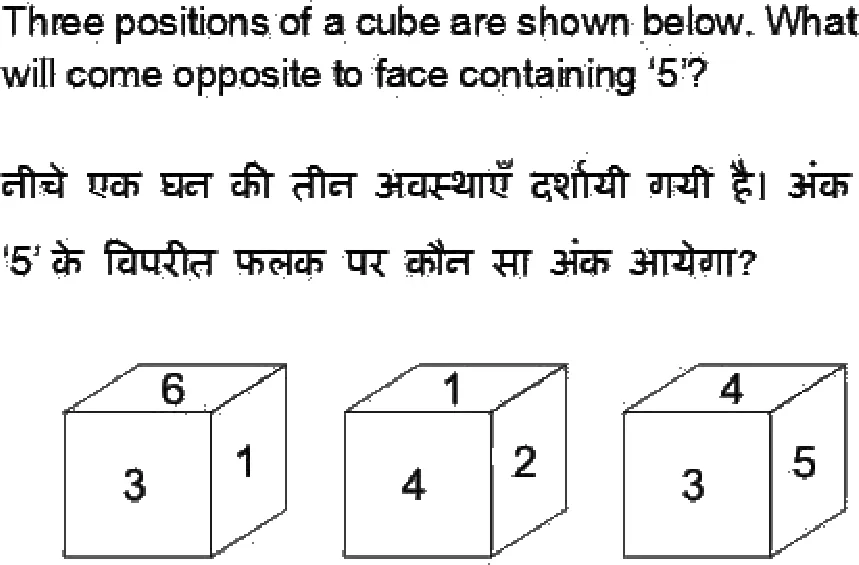 Three positions of a cube are shown below. What
will come opposite to face containing ‘5’?
नीचे एक घन की तीन अवस्थाएँ दर्शायी गयी है। अंक
‘5’ के विपरीत फलक पर कौन सा अंक आयेगा?
6 1 4
3 1 4 2 3 5